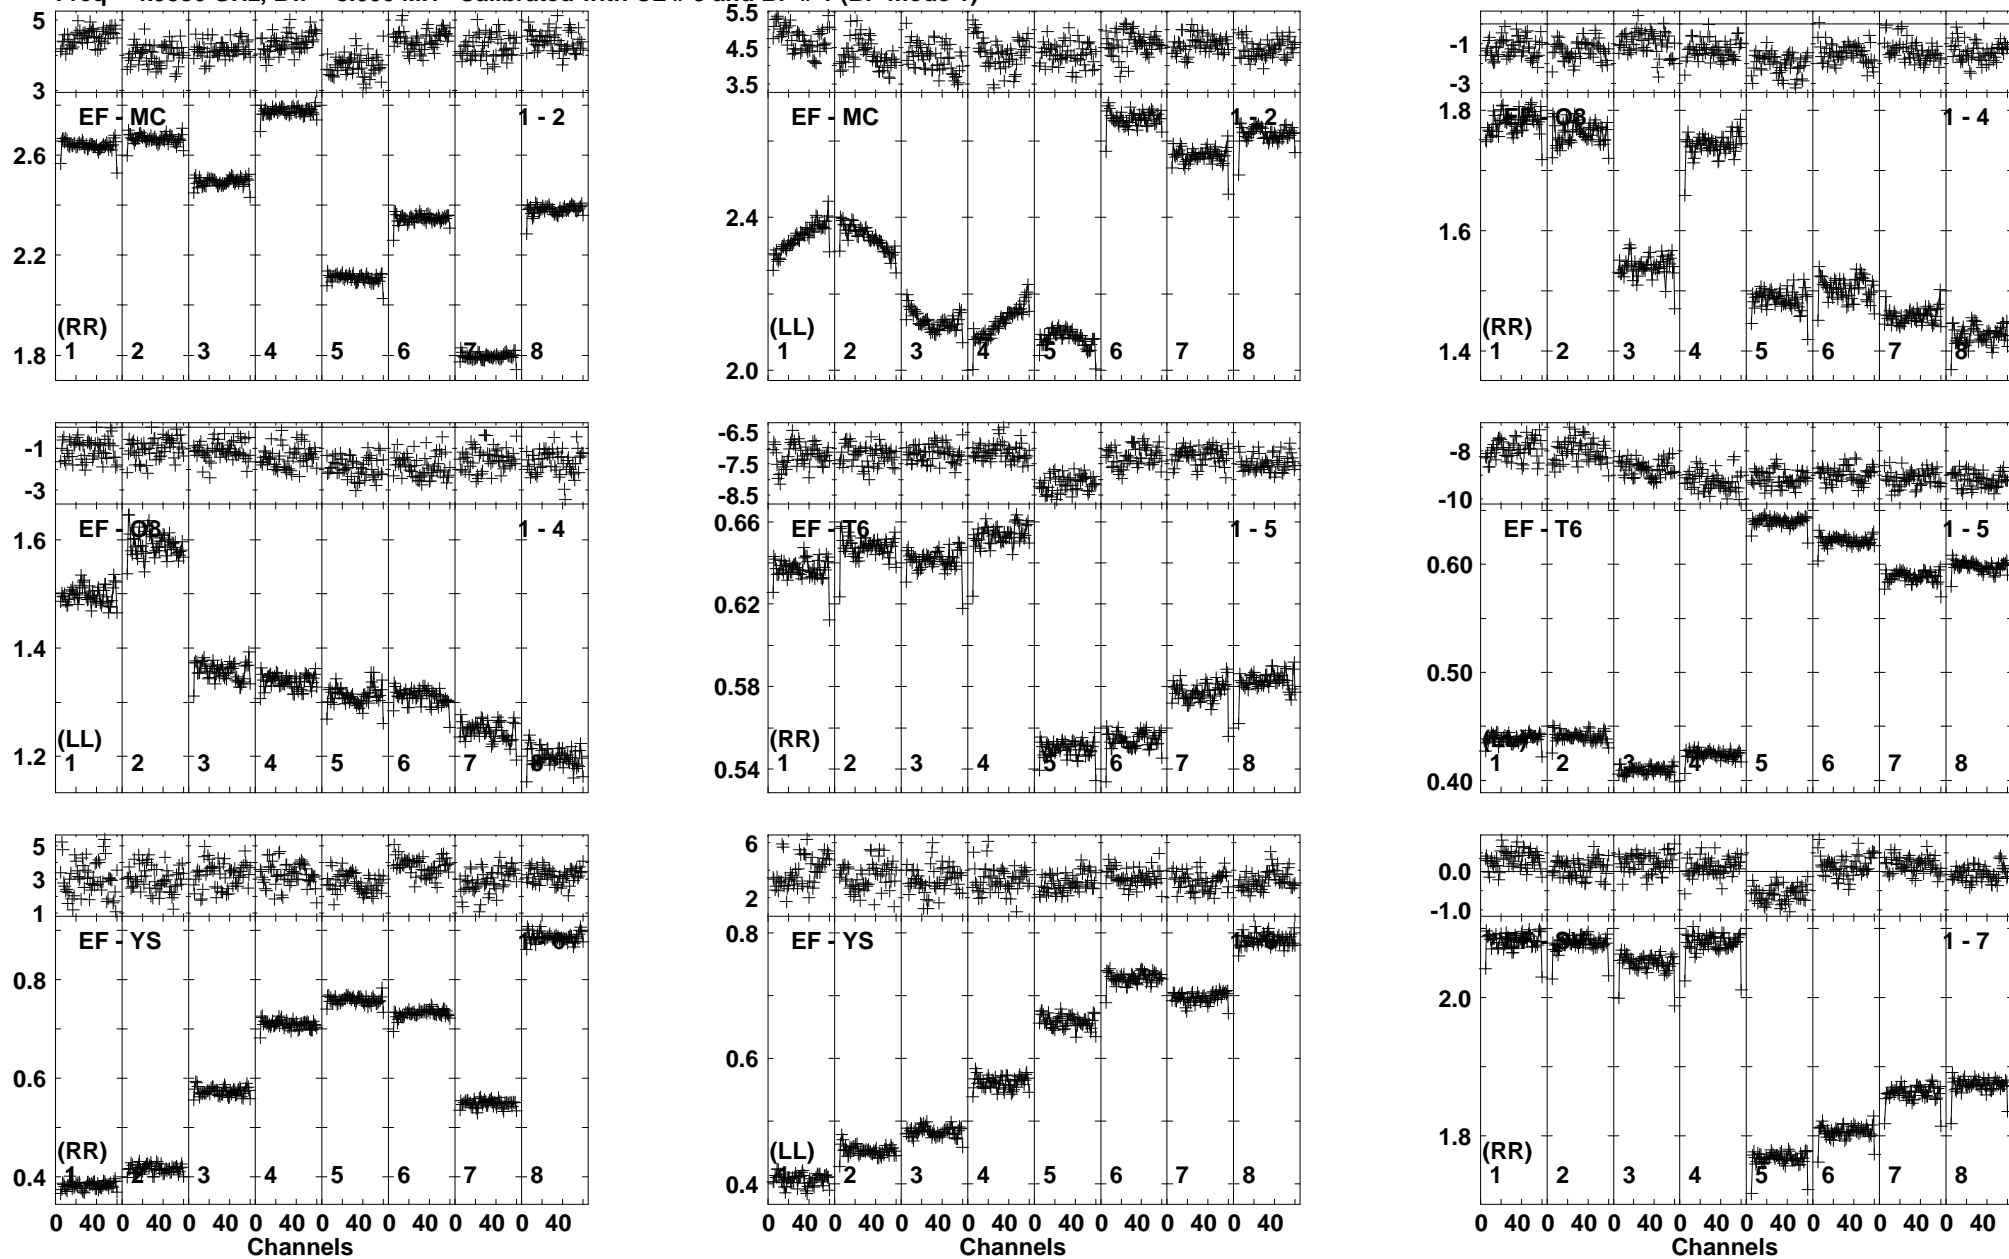 5 3 5.5 4.5 3.5 -1 -3
EF - MC 1 - 2 EF - MC 1 - 2 1 - 4
2.6 2.2 1.8 2.4 2.0 1.8 1.6 1.4
(RR) (LL) (RR)
1 2 3 4 5 6 7 8 1 2 3 4 5 6 7 8 1 2 3 4 5 6 7 8
-1 -3 -6.5 -7.5 -8.5 -8 -10
EF - O8 1 - 4 EF - T6 1 - 5 EF - T6 1 - 5
1.6 1.4 1.2 0.66 0.62 0.58 0.54 0.60 0.50 0.40
(LL) (RR)
1 2 3 4 5 6 7 8 1 2 3 4 5 6 7 8 1 2 3 4 5 6 7 8
5 3 1 6 2 0.0 -1.0
EF - YS EF - YS 1 - 7
0.8 0.6 0.4 0.8 0.6 0.4 2.0 1.8
(RR) (LL) (RR)
1 2 3 4 5 6 7 8 1 2 3 4 5 6 7 8 1 2 3 4 5 6 7 8
0 40 0 40 0 40 0 40 0 40 0 40 0 40 0 40 0 40 0 40 0 40 0 40 0 40 0 40 0 40 0 40 0 40 0 40 0 40 0 40 0 40 0 40 0 40 0 40
Channels Channels